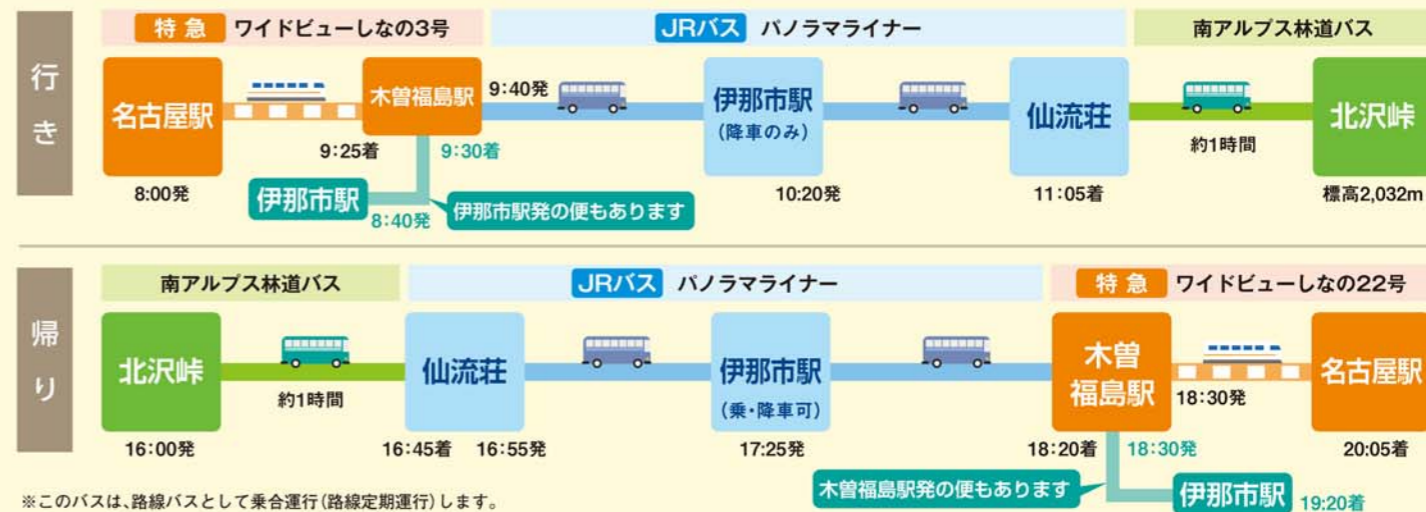 行き
特急 ワイドビューしなの3号
JRバス パノラマライナー
南アルプス林道バス
名古屋駅
木曽福島駅
9:40発
伊那市駅
(降車のみ)
仙流荘
北沢峠
約1時間
9:25着
9:30着
8:00発
10:20発
11:05着
標高2,032m
伊那市駅
8:40発
伊那市駅発の便もあります
帰り
南アルプス林道バス
JRバス パノラマライナー
特急 ワイドビューしなの22号
北沢峠
約1時間
仙流荘
伊那市駅
(乗・降車可)
木曽
福島駅
18:30発
名古屋駅
16:00発
16:45着
16:55発
17:25発
18:20着
18:30発
20:05着
木曽福島駅発の便もあります
伊那市駅
19:20着
※このバスは、路線バスとして乗合運行(路線定期運行)します。